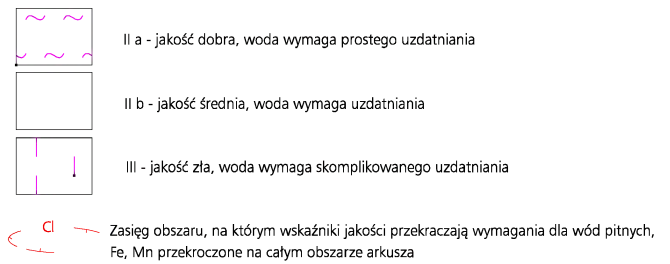 II a - jakość dobra, woda wymaga prostego uzdatniania
II b - jakość średnia, woda wymaga uzdatniania
III - jakość zła, woda wymaga skomplikowanego uzdatniania
Cl
Zasięg obszaru, na którym wskaźniki jakości przekraczają wymagania dla wód pitnych,
Fe, Mn przekroczone na całym obszarze arkusza